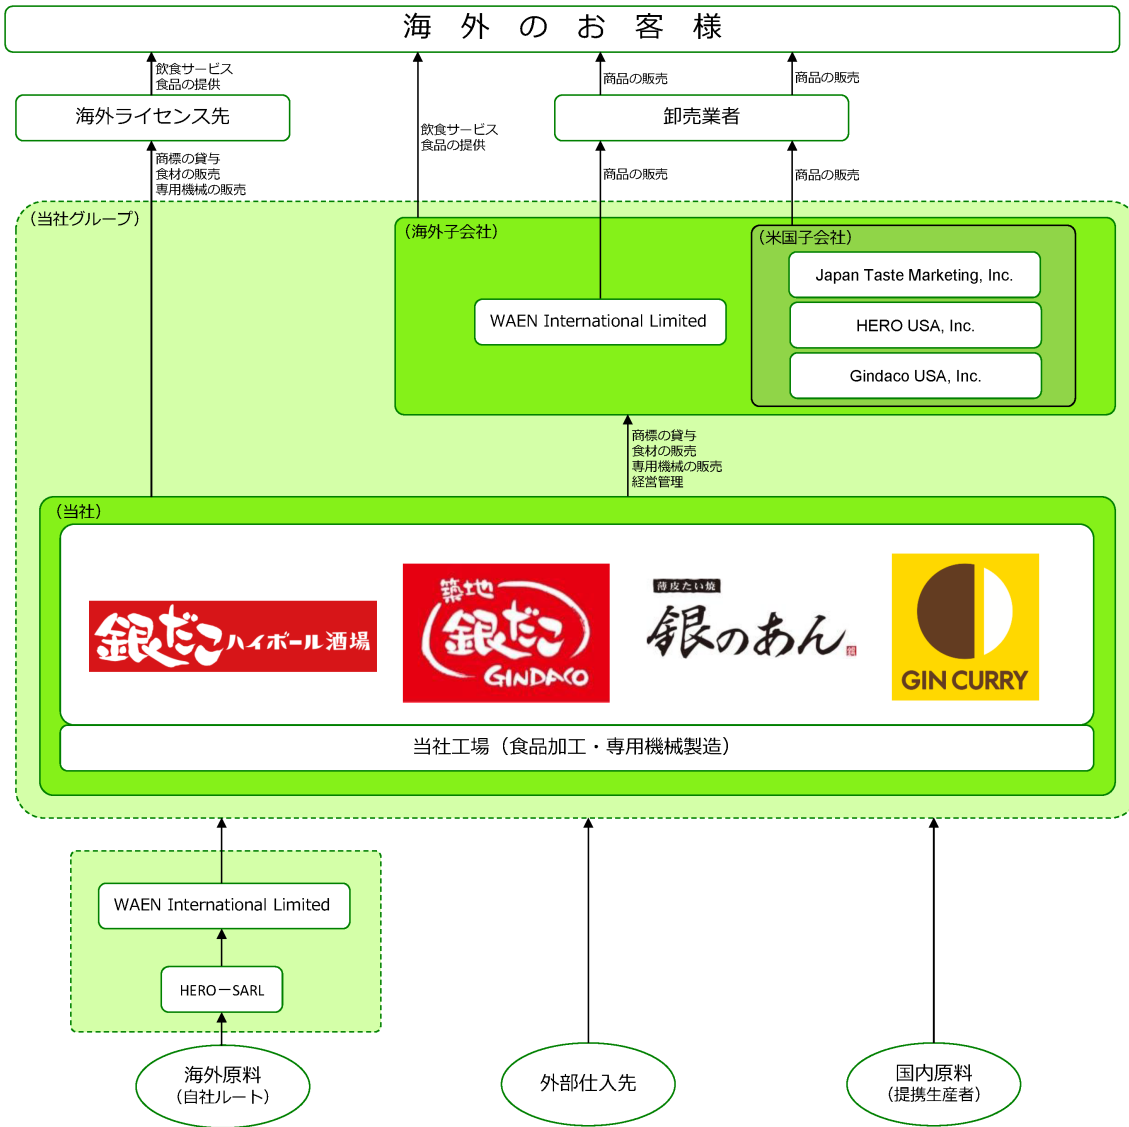 海外のお客様
飲食サービス
食品の提供
商品の販売
商品の販売
海外ライセンス先
卸売業者
飲食サービス
食品の提供
商標の貸与
食材の販売
専用機械の販売
商品の販売
商品の販売
（当社グループ）
（海外子会社）
（米国子会社）
Japan Taste Marketing, Inc.
WAEN International Limited
HERO USA, Inc.
Gindaco USA, Inc.
商標の貸与
食材の販売
専用機械の販売
経営管理
（当社）
銀だこハイボール酒場
築地
銀だこ
GINDACO
薄皮たい焼
銀のあん
GIN CURRY
当社工場（食品加工・専用機械製造）
WAEN International Limited
HERO－SARL
海外原料
（自社ルート）
外部仕入先
国内原料
（提携生産者）